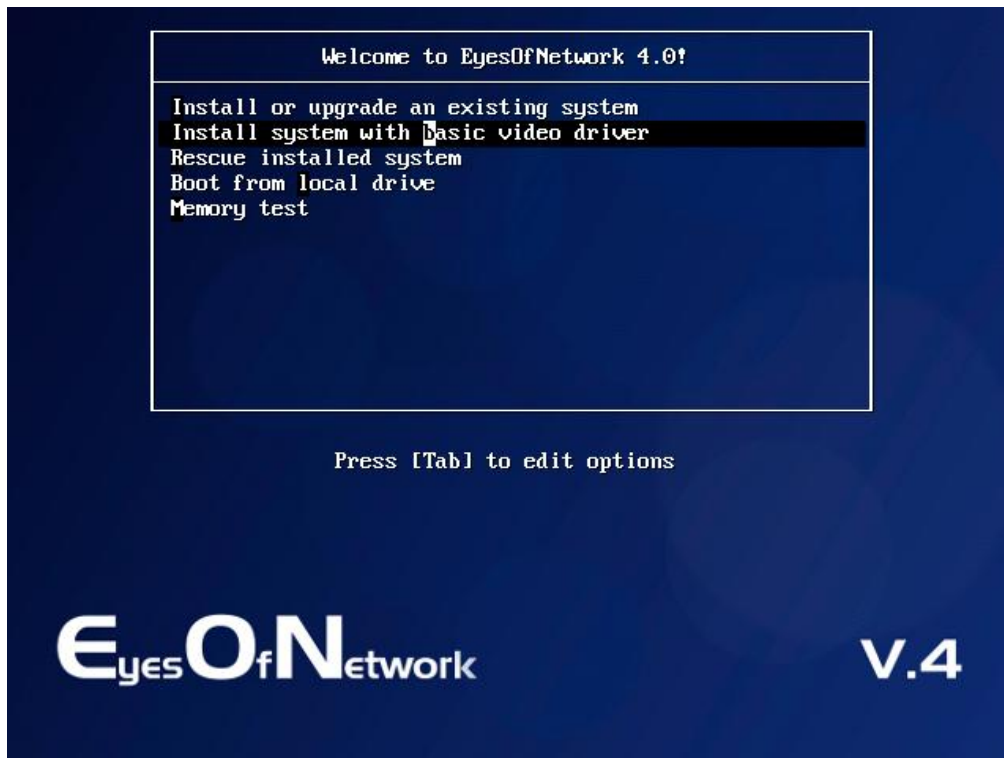 Welcome to EyesOfNetwork 4.0!
Install or upgrade an existing system
Install system with basic video driver
Rescue installed system
Boot from local drive
Memory test
Press [Tab] to edit options
EyesOfNetwork
V.4